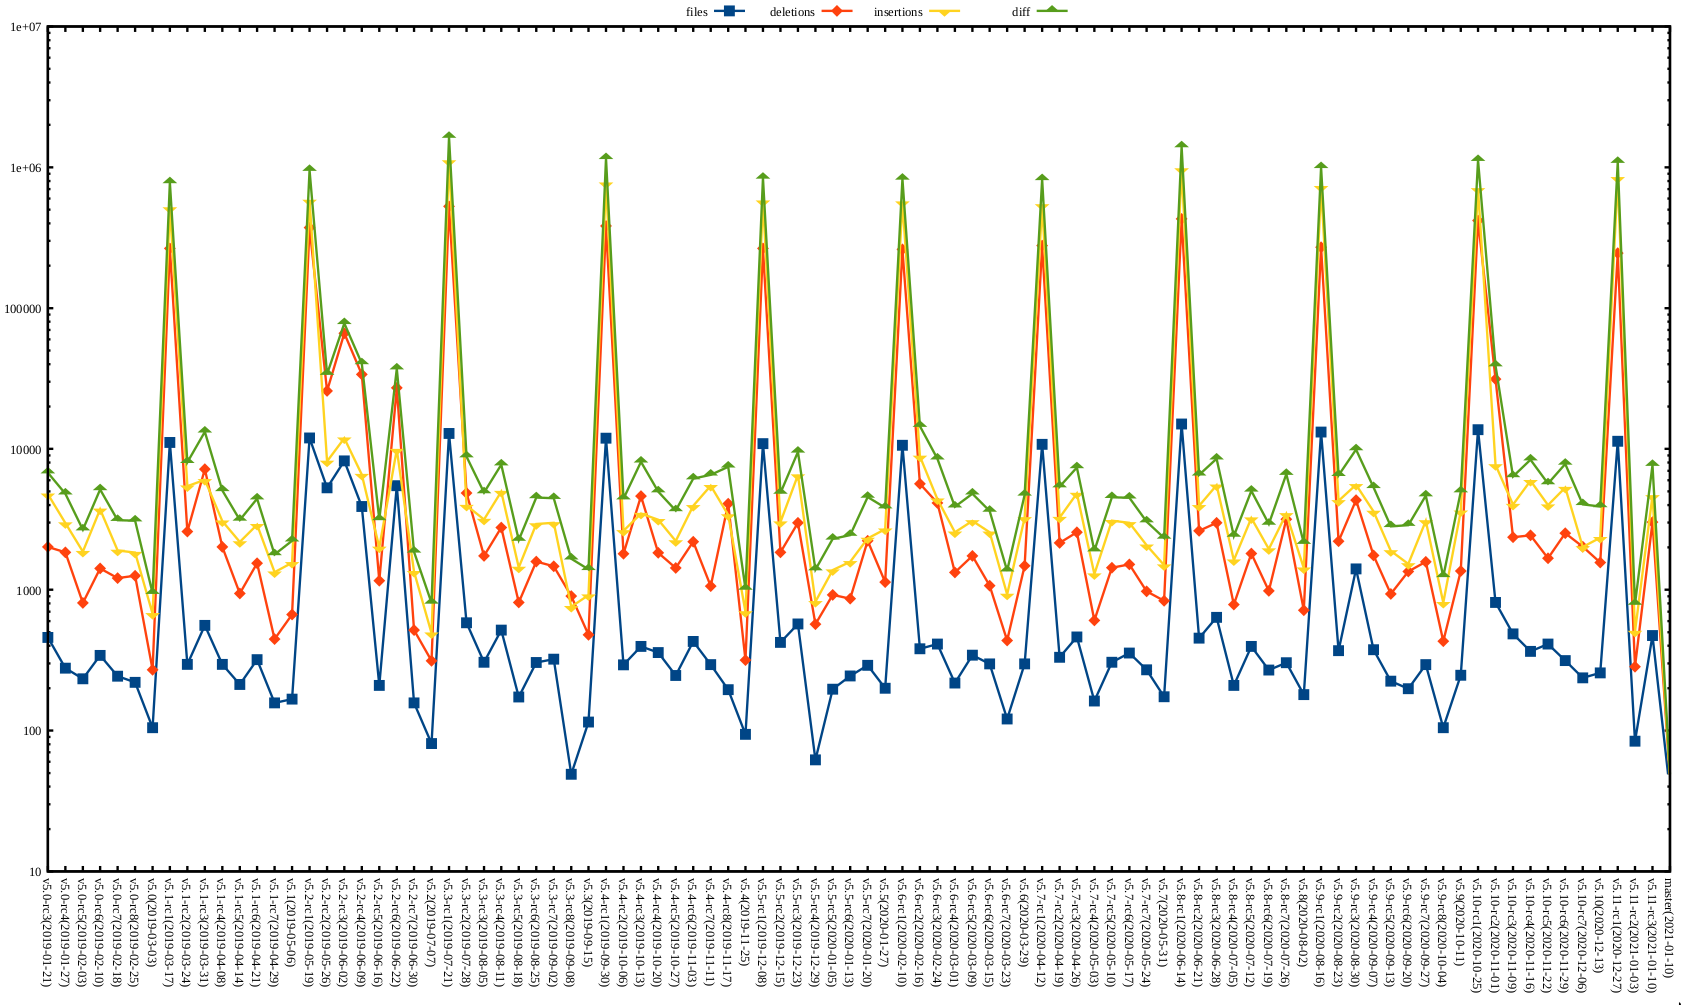 files deletions insertions diff
1e+07
1e+06
100000
10000
1000
100
10
v5.0-rc3(2019-01-21)
v5.0-rc4(2019-01-27)
v5.0-rc5(2019-02-03)
v5.0-rc6(2019-02-10)
v5.0-rc7(2019-02-18)
v5.0-rc8(2019-02-25)
v5.0(2019-03-03)
v5.1-rc1(2019-03-17)
v5.1-rc2(2019-03-24)
v5.1-rc3(2019-03-31)
v5.1-rc4(2019-04-08)
v5.1-rc5(2019-04-14)
v5.1-rc6(2019-04-21)
v5.1-rc7(2019-04-29)
v5.1(2019-05-06)
v5.2-rc1(2019-05-19)
v5.2-rc2(2019-05-26)
v5.2-rc3(2019-06-02)
v5.2-rc4(2019-06-09)
v5.2-rc5(2019-06-16)
v5.2-rc6(2019-06-22)
v5.2-rc7(2019-06-30)
v5.2(2019-07-07)
v5.3-rc1(2019-07-21)
v5.3-rc2(2019-07-28)
v5.3-rc3(2019-08-05)
v5.3-rc4(2019-08-11)
v5.3-rc5(2019-08-18)
v5.3-rc6(2019-08-25)
v5.3-rc7(2019-09-02)
v5.3-rc8(2019-09-08)
v5.3(2019-09-15)
v5.4-rc1(2019-09-30)
v5.4-rc2(2019-10-06)
v5.4-rc3(2019-10-13)
v5.4-rc4(2019-10-20)
v5.4-rc5(2019-10-27)
v5.4-rc6(2019-11-03)
v5.4-rc7(2019-11-11)
v5.4-rc8(2019-11-17)
v5.4(2019-11-25)
v5.5-rc1(2019-12-08)
v5.5-rc2(2019-12-15)
v5.5-rc3(2019-12-23)
v5.5-rc4(2019-12-29)
v5.5-rc5(2020-01-05)
v5.5-rc6(2020-01-13)
v5.5-rc7(2020-01-20)
v5.5(2020-01-27)
v5.6-rc1(2020-02-10)
v5.6-rc2(2020-02-16)
v5.6-rc3(2020-02-24)
v5.6-rc4(2020-03-01)
v5.6-rc5(2020-03-09)
v5.6-rc6(2020-03-15)
v5.6-rc7(2020-03-23)
v5.6(2020-03-29)
v5.7-rc1(2020-04-12)
v5.7-rc2(2020-04-19)
v5.7-rc3(2020-04-26)
v5.7-rc4(2020-05-03)
v5.7-rc5(2020-05-10)
v5.7-rc6(2020-05-17)
v5.7-rc7(2020-05-24)
v5.7(2020-05-31)
v5.8-rc1(2020-06-14)
v5.8-rc2(2020-06-21)
v5.8-rc3(2020-06-28)
v5.8-rc4(2020-07-05)
v5.8-rc5(2020-07-12)
v5.8-rc6(2020-07-19)
v5.8-rc7(2020-07-26)
v5.8(2020-08-02)
v5.9-rc1(2020-08-16)
v5.9-rc2(2020-08-23)
v5.9-rc3(2020-08-30)
v5.9-rc4(2020-09-07)
v5.9-rc5(2020-09-13)
v5.9-rc6(2020-09-20)
v5.9-rc7(2020-09-27)
v5.9-rc8(2020-10-04)
v5.9(2020-10-11)
v5.10-rc1(2020-10-25)
v5.10-rc2(2020-11-01)
v5.10-rc3(2020-11-09)
v5.10-rc4(2020-11-16)
v5.10-rc5(2020-11-22)
v5.10-rc6(2020-11-29)
v5.10-rc7(2020-12-06)
v5.10(2020-12-13)
v5.11-rc1(2020-12-27)
v5.11-rc2(2021-01-03)
v5.11-rc3(2021-01-10)
master(2021-01-10)